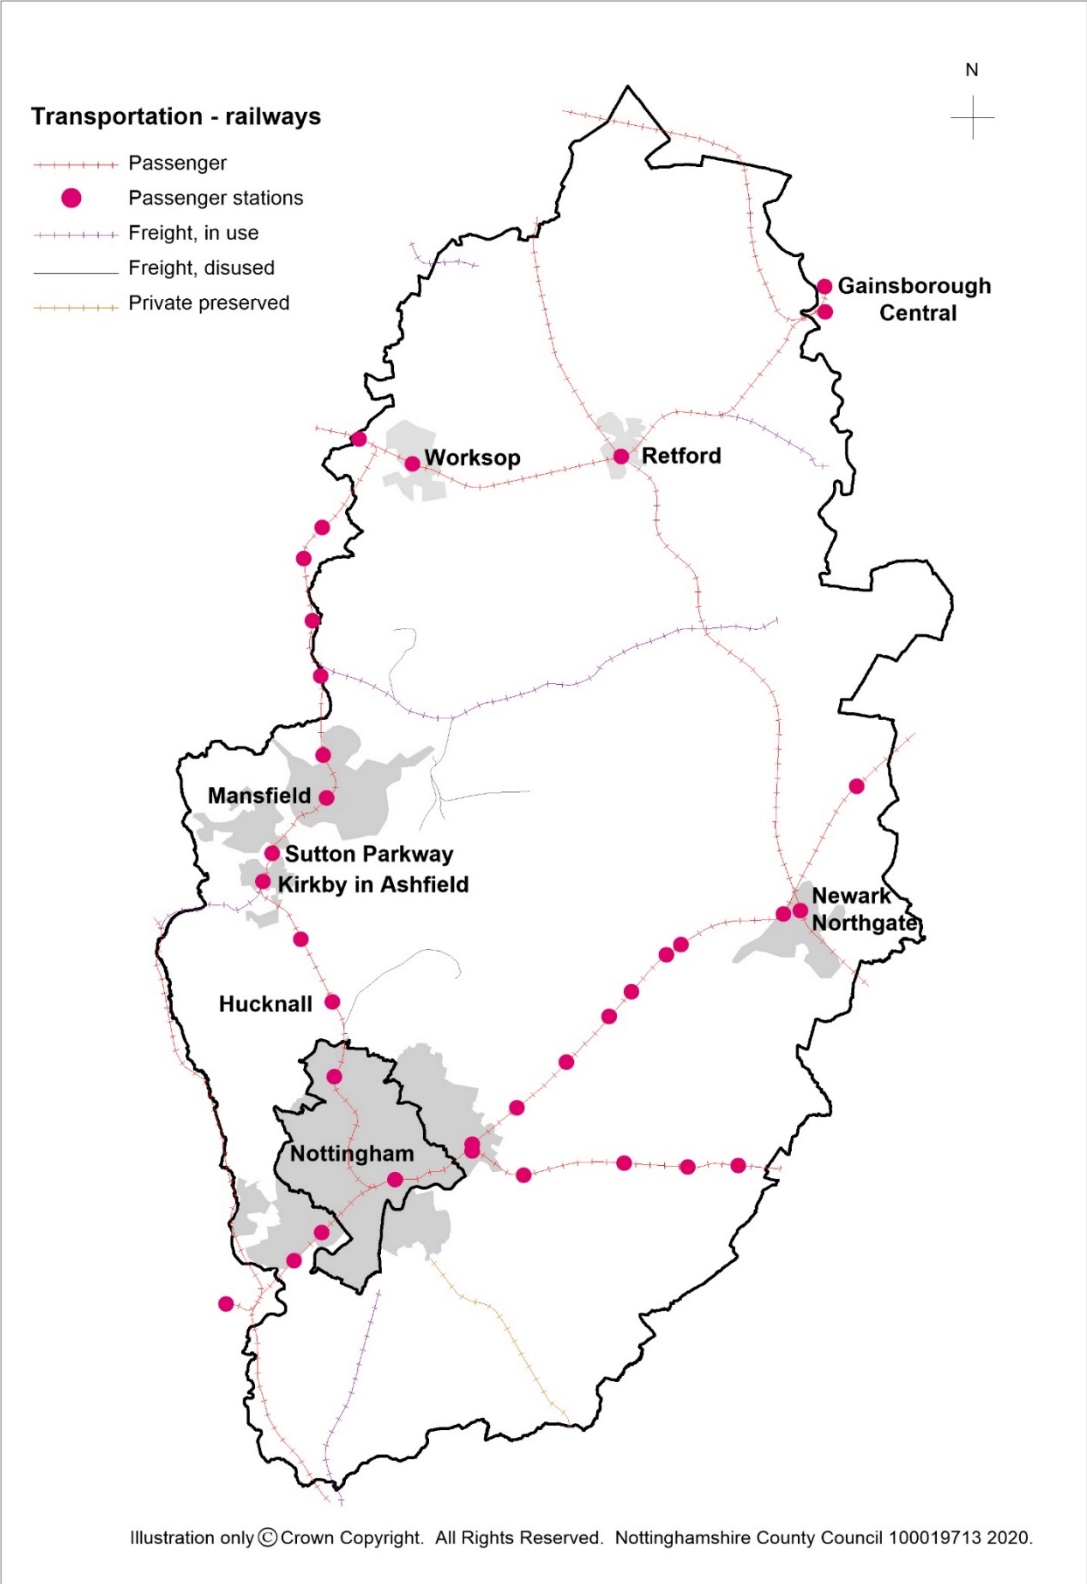 N
Transportation - railways
Passenger
Passenger stations
Freight, in use
Freight, disused
Private preserved
Gainsborough
Central
Worksop
Retford
Mansfield
Sutton Parkway
Kirkby in Ashfield
Newark
Northgate
Hucknall
Nottingham
Illustration only © Crown Copyright. All Rights Reserved. Nottinghamshire County Council 100019713 2020.